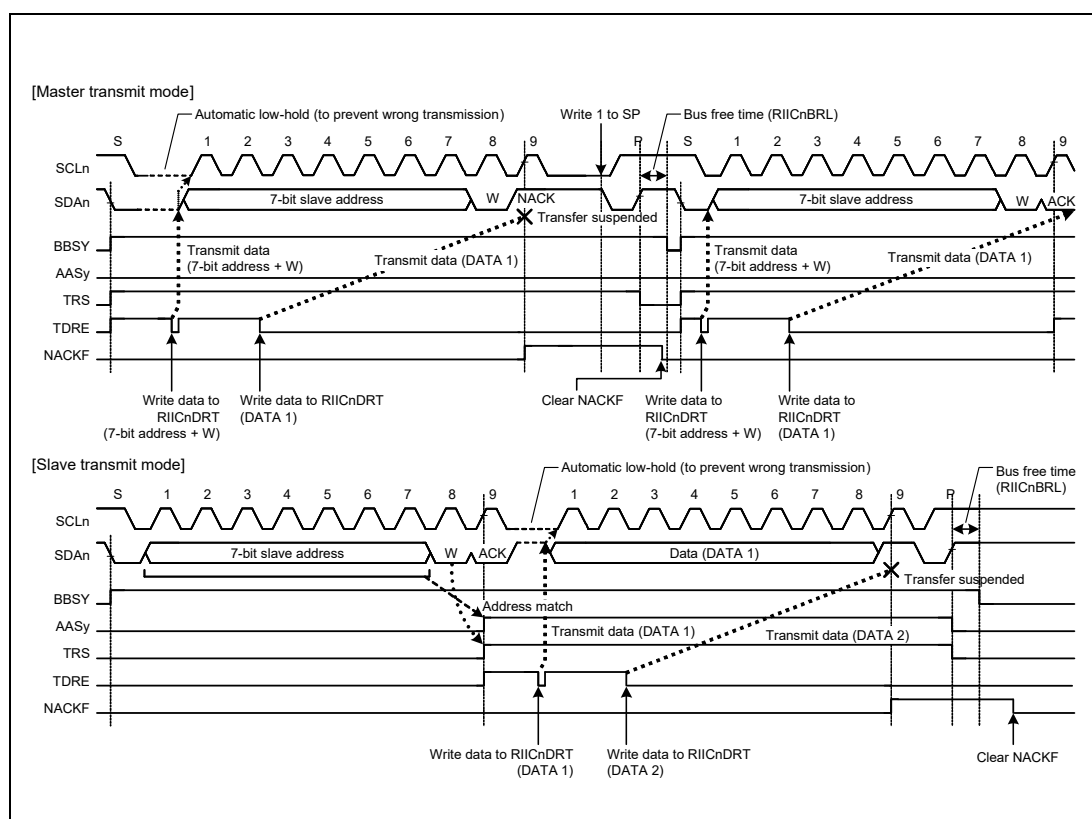 [Master transmit mode]
Automatic low-hold (to prevent wrong transmission)
Write 1 to SP
Bus free time (RIICnBRL)
S 1 2 3 4 5 6 7 8 9 P S 1 2 3 4 5 6 7 8 9
SCLn
SDAn
7-bit slave address W NACK 7-bit slave address W ACK
Transfer suspended
BBSY
Transmit data
(7-bit address + W)
Transmit data (DATA 1)
Transmit data
(7-bit address + W)
Transmit data (DATA 1)
AASy
TRS
TDRE
NACKF
Write data to
RIICnDRT
(7-bit address + W)
Write data to RIICnDRT
(DATA 1)
Clear NACKF
Write data to
RIICnDRT
(7-bit address + W)
Write data to
RIICnDRT
(DATA 1)
[Slave transmit mode]
Automatic low-hold (to prevent wrong transmission)
Bus free time
(RIICnBRL)
S 1 2 3 4 5 6 7 8 9 1 2 3 4 5 6 7 8 9 P
SCLn
SDAn
7-bit slave address W ACK Data (DATA 1)
Transfer suspended
BBSY
Address match
AASy
Transmit data (DATA 1)
Transmit data (DATA 2)
TRS
TDRE
NACKF
Write data to RIICnDRT
(DATA 1)
Write data to RIICnDRT
(DATA 2)
Clear NACKF